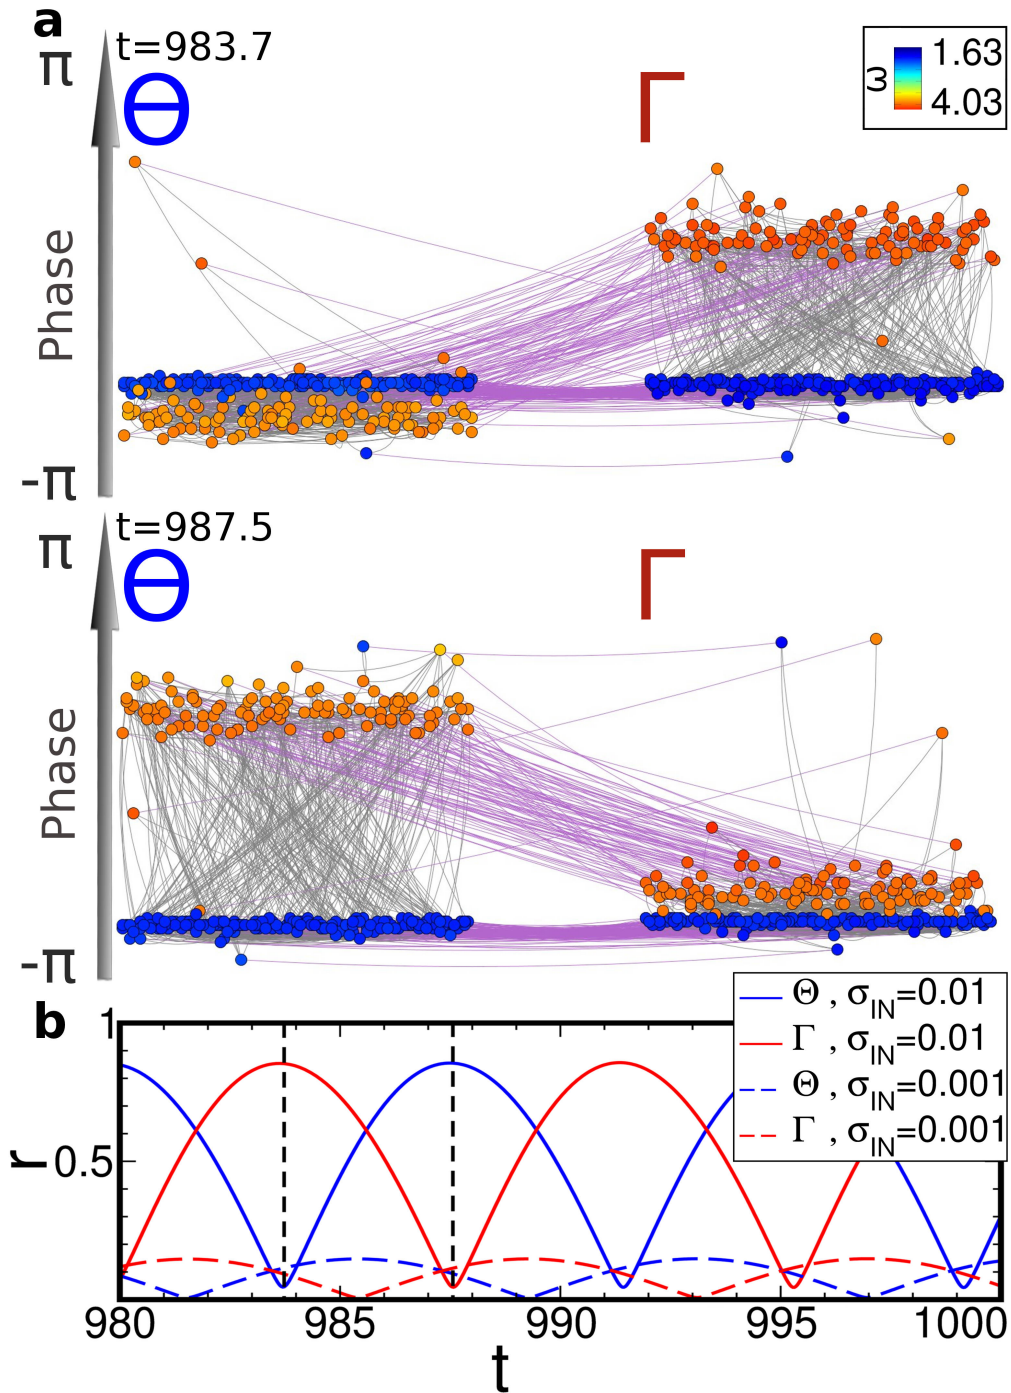 a
π
t=983.7
Θ
Γ
ω
1.63
4.03
Phase
-π
π
t=987.5
Θ
Γ
Phase
-π
b
Θ , σIN=0.01
Γ , σIN=0.01
Θ , σIN=0.001
Γ , σIN=0.001
1
0.5
r
980 985 990 995 1000
t